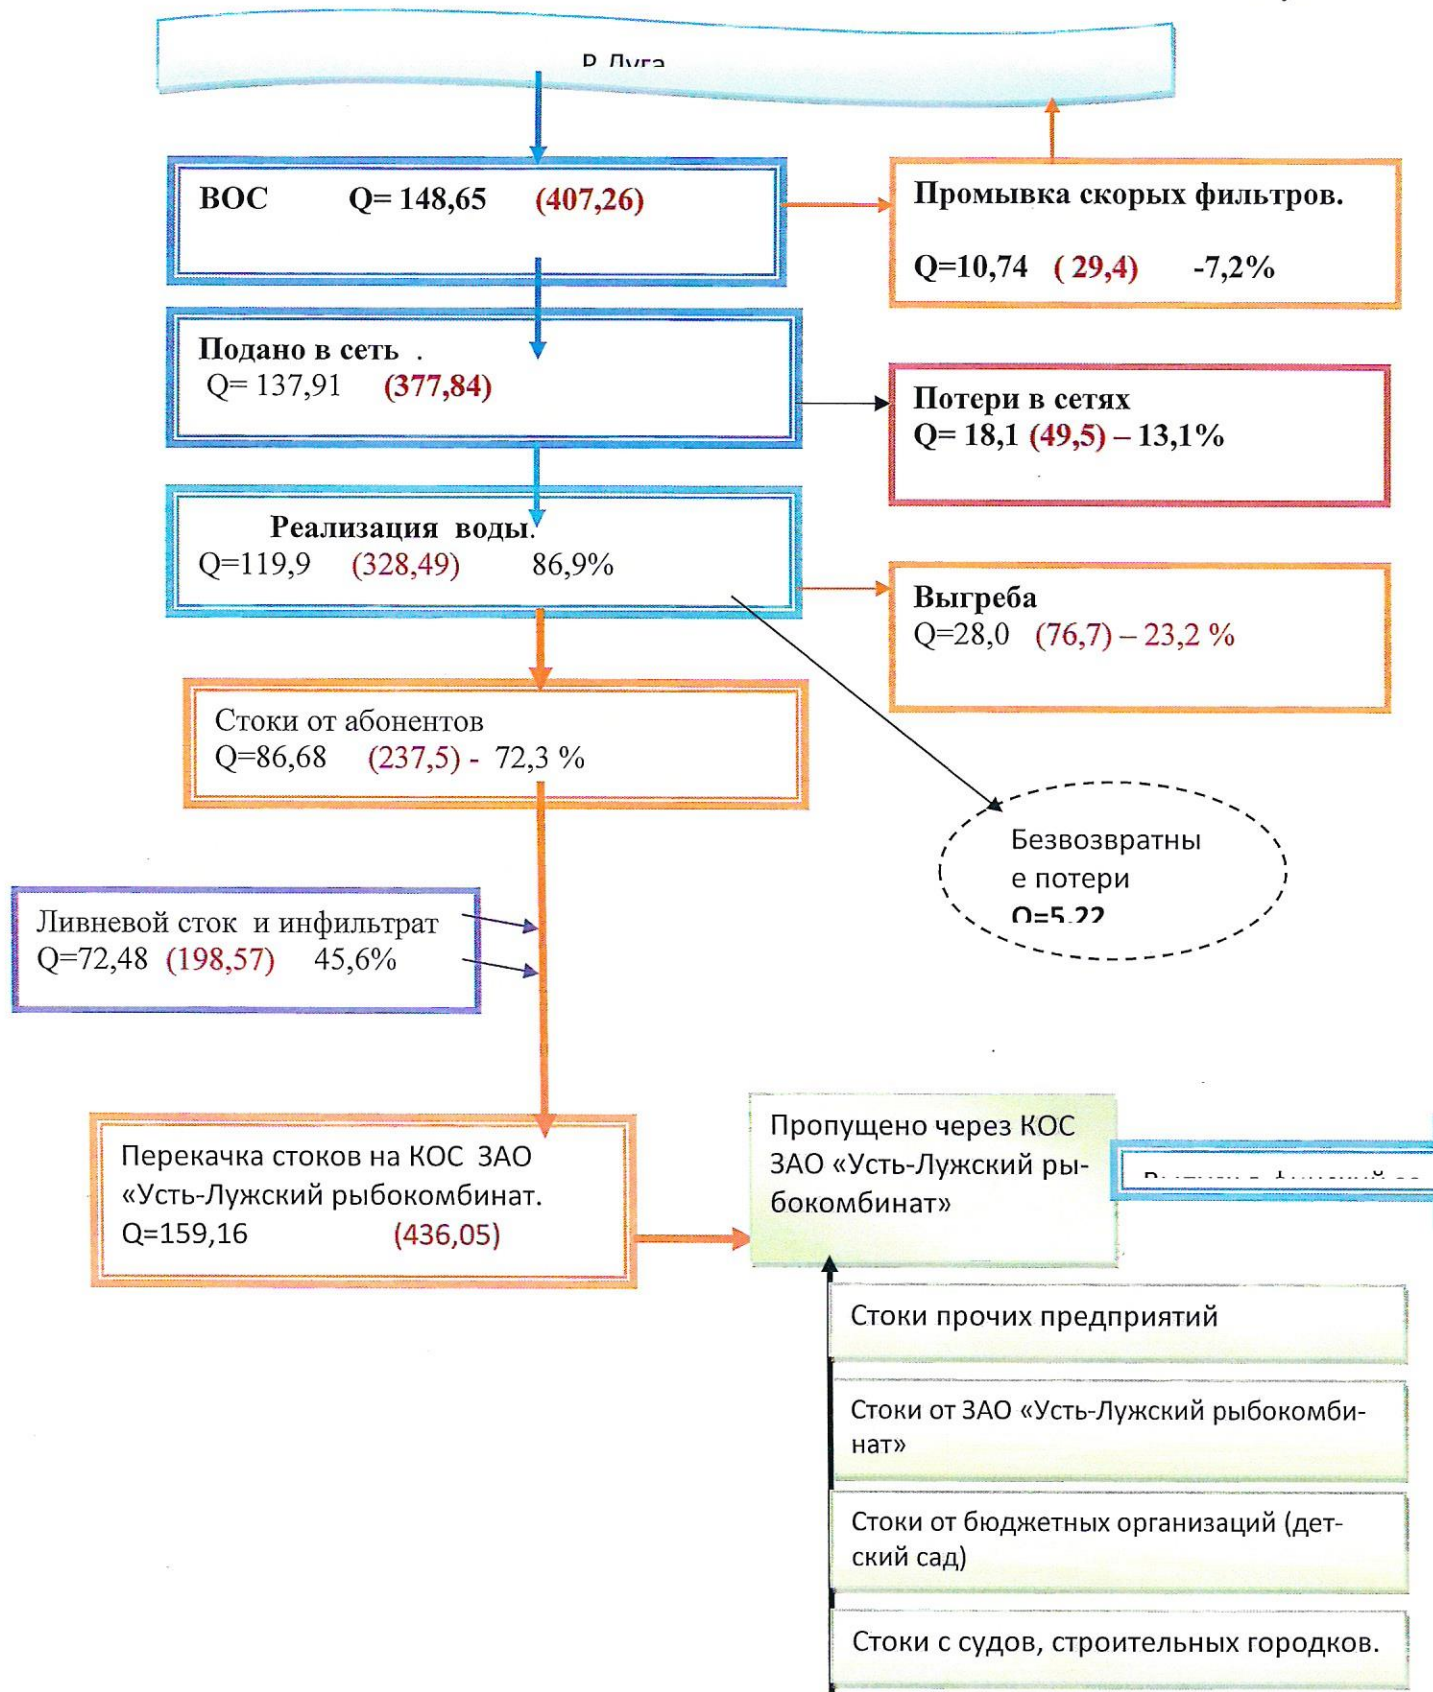 Р Луга
ВОС Q= 148,65 (407,26)
Промывка скорых фильтров.
Q=10,74 ( 29,4) -7,2%
Подано в сеть .
Q= 137,91 (377,84)
Потери в сетях
Q= 18,1 (49,5) – 13,1%
Реализация воды.
Q=119,9 (328,49) 86,9%
Выгреба
Q=28,0 (76,7) – 23,2 %
Стоки от абонентов
Q=86,68 (237,5) - 72,3 %
Безвозвратны
е потери
Q=5,22
Ливневой сток и инфильтрат
Q=72,48 (198,57) 45,6%
Перекачка стоков на КОС ЗАО
«Усть-Лужский рыбокомбинат.
Q=159,16 (436,05)
Пропущено через КОС
ЗАО «Усть-Лужский ры-
бокомбинат»
Стоки прочих предприятий
Стоки от ЗАО «Усть-Лужский рыбокомби-
нат»
Стоки от бюджетных организаций (дет-
ский сад)
Стоки с судов, строительных городков.